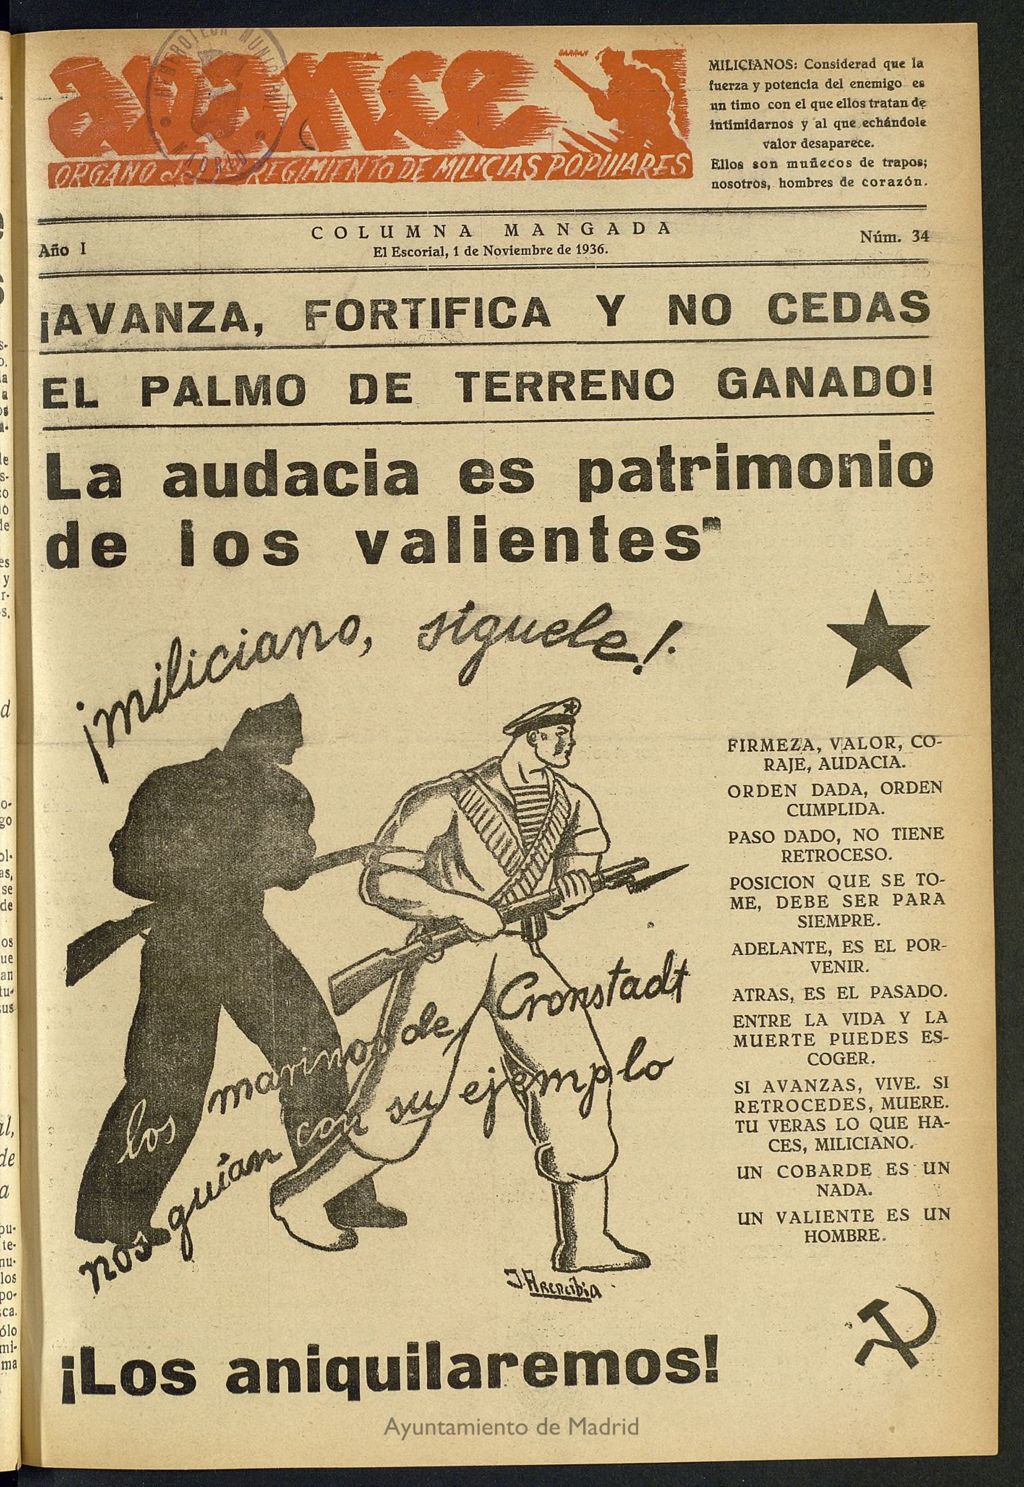 avance
ORGANO DEL REGIMIENTO DE MILICIAS POPULARES
HEMEROTECA MUNICIPAL
MADRID
MILICIANOS: Considerad que la
fuerza y potencia del enemigo es
un timo con el que ellos tratan de
intimidarnos y al que echándole
valor desaparece.
Ellos son muñecos de trapos;
nosotros, hombres de corazón.
Año I
COLUMNA MANGADA
El Escorial, 1 de Noviembre de 1936.
Núm. 34
¡AVANZA, FORTIFICA Y NO CEDAS
EL PALMO DE TERRENO GANADO!
La audacia es patrimonio
de los valientes"
¡miliciano, síguele!
los marinos de Cronstadt
nos guían con su ejemplo
J. Arencibia
FIRMEZA, VALOR, CO-
RAJE, AUDACIA.
ORDEN DADA, ORDEN
CUMPLIDA.
PASO DADO, NO TIENE
RETROCESO.
POSICION QUE SE TO-
ME, DEBE SER PARA
SIEMPRE.
ADELANTE, ES EL POR-
VENIR.
ATRAS, ES EL PASADO.
ENTRE LA VIDA Y LA
MUERTE PUEDES ES-
COGER.
SI AVANZAS, VIVE. SI
RETROCEDES, MUERE.
TU VERAS LO QUE HA-
CES, MILICIANO.
UN COBARDE ES UN
NADA.
UN VALIENTE ES UN
HOMBRE.
¡Los aniquilaremos!
Ayuntamiento de Madrid